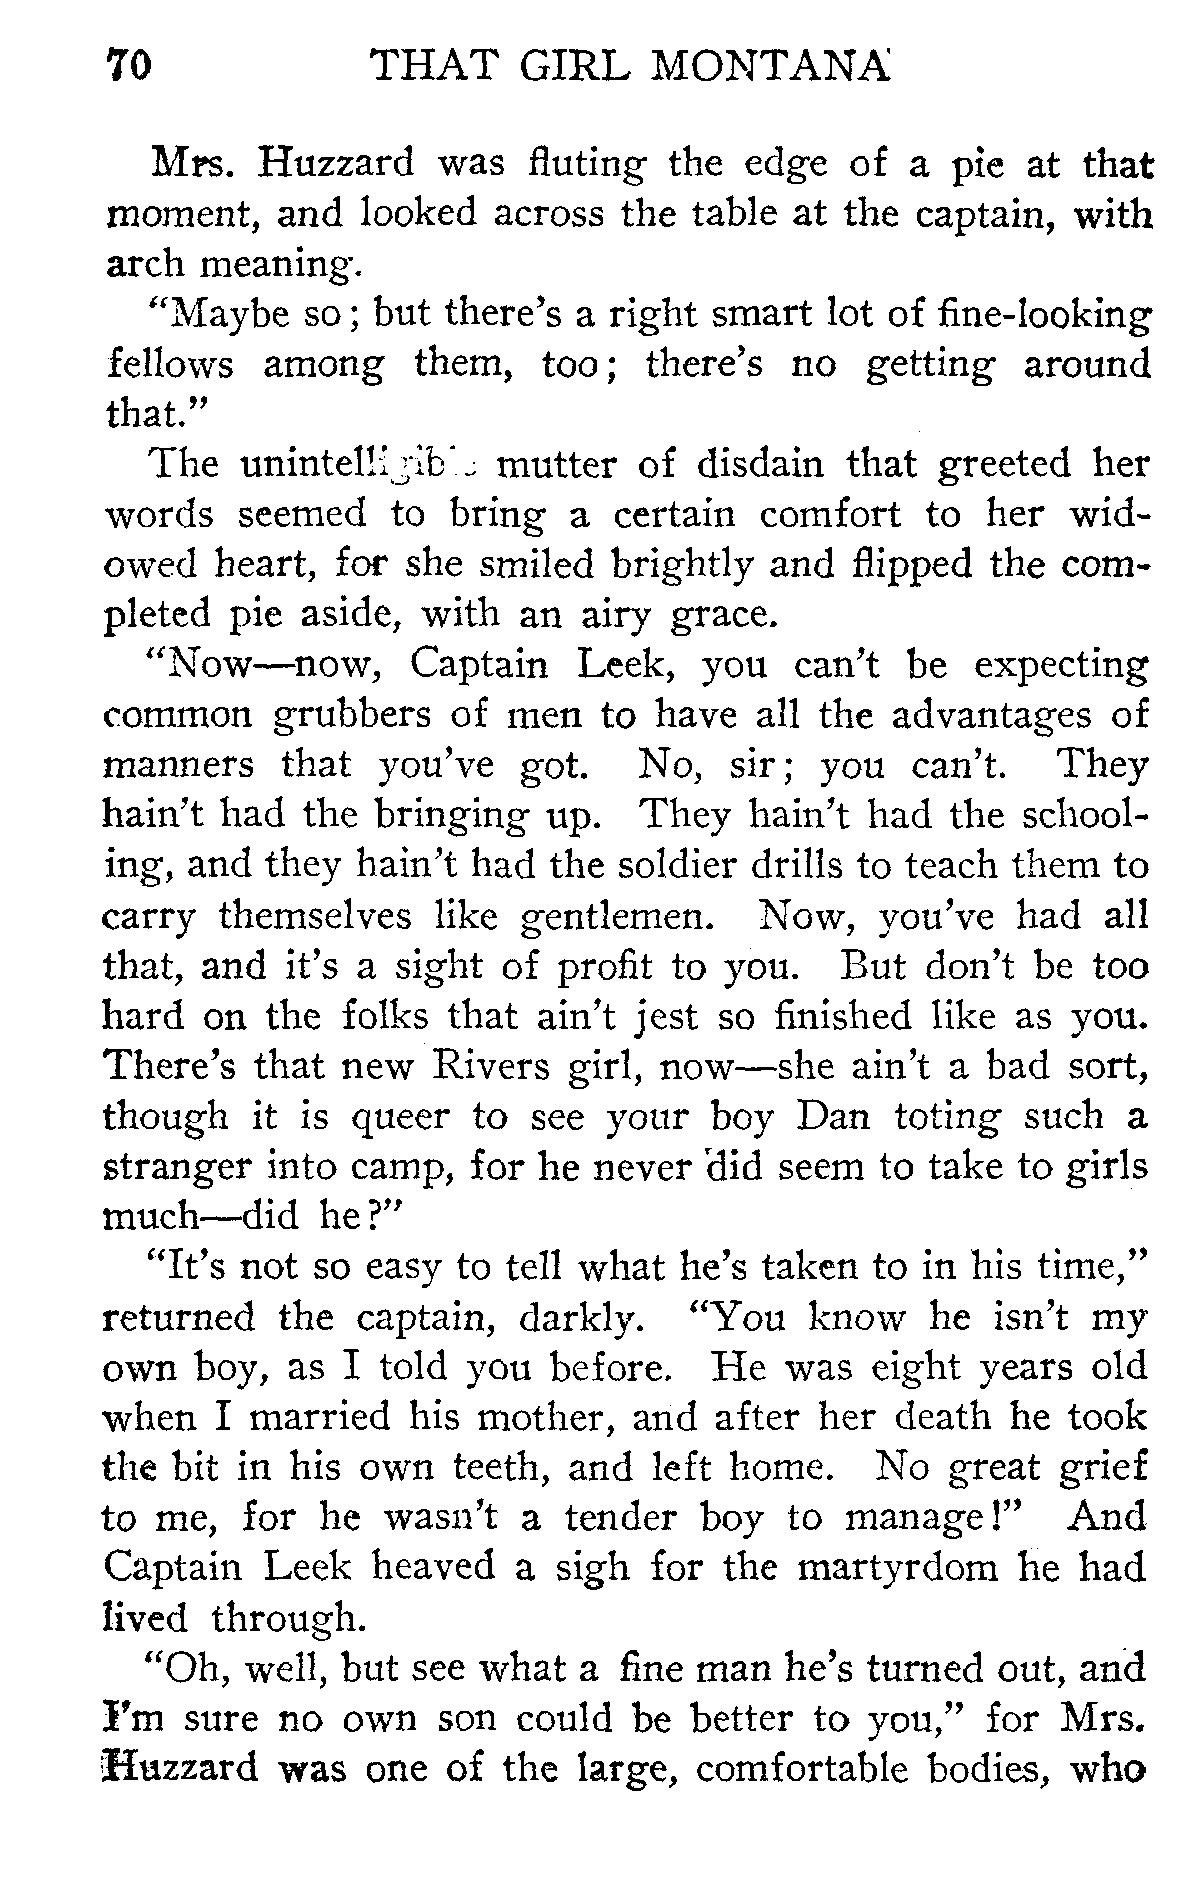 70 THAT GIRL MONTANA
Mrs. Huzzard was fluting the edge of a pie at that
moment, and looked across the table at the captain, with
arch meaning.
"Maybe so; but there's a right smart lot of fine-looking
fellows among them, too; there's no getting around
that."
The unintelligible mutter of disdain that greeted her
words seemed to bring a certain comfort to her wid-
owed heart, for she smiled brightly and flipped the com-
pleted pie aside, with an airy grace.
"Now—now, Captain Leek, you can't be expecting
common grubbers of men to have all the advantages of
manners that you've got. No, sir; you can't. They
hain't had the bringing up. They hain't had the school-
ing, and they hain't had the soldier drills to teach them to
carry themselves like gentlemen. Now, you've had all
that, and it's a sight of profit to you. But don't be too
hard on the folks that ain't jest so finished like as you.
There's that new Rivers girl, now—she ain't a bad sort,
though it is queer to see your boy Dan toting such a
stranger into camp, for he never did seem to take to girls
much—did he?"
"It's not so easy to tell what he's taken to in his time,"
returned the captain, darkly. "You know he isn't my
own boy, as I told you before. He was eight years old
when I married his mother, and after her death he took
the bit in his own teeth, and left home. No great grief
to me, for he wasn't a tender boy to manage!" And
Captain Leek heaved a sigh for the martyrdom he had
lived through.
"Oh, well, but see what a fine man he's turned out, and
I'm sure no own son could be better to you," for Mrs.
Huzzard was one of the large, comfortable bodies, who